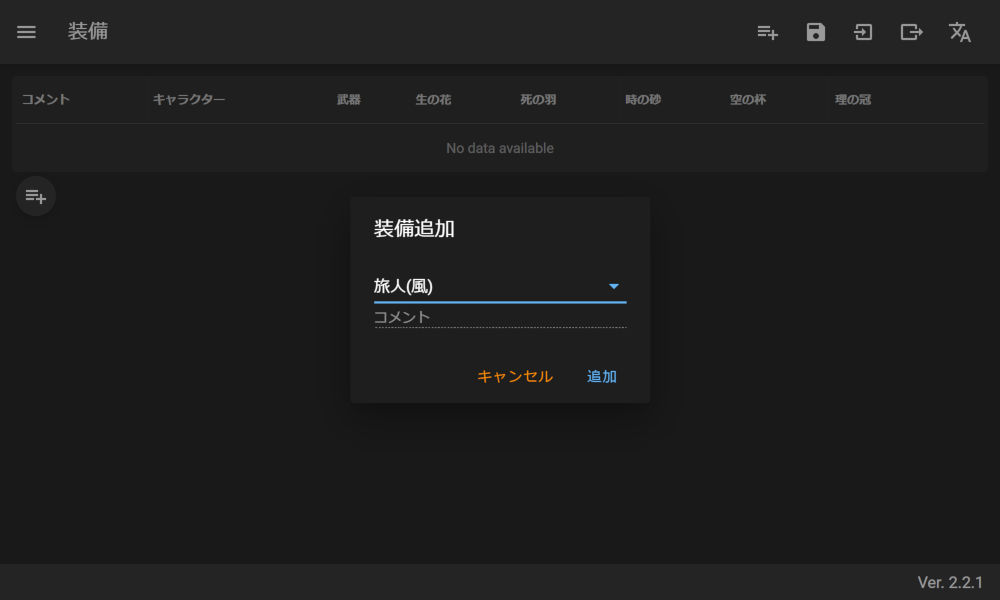 装備
コメント キャラクター 武器 生の花 死の羽 時の砂 空の杯 理の冠
No data available
装備追加
旅人(風)
コメント
キャンセル 追加
Ver. 2.2.1